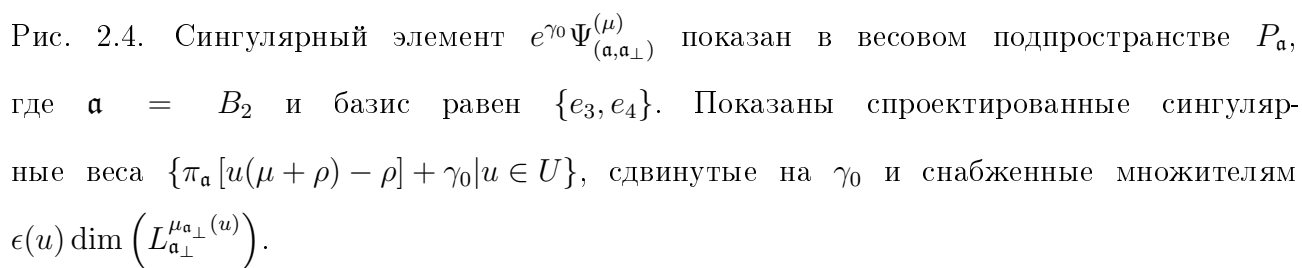 Рис. 2.4. Сингулярный элемент $e^{\gamma_0}\Psi^{(\mu)}_{(\mathfrak{a},\mathfrak{a}_\perp)}$ показан в весовом подпространстве $P_{\mathfrak{a}}$,
где $\mathfrak{a} = B_2$ и базис равен $\{e_3, e_4\}$. Показаны спроектированные сингуляр-
ные веса $\{\pi_{\mathfrak{a}}[u(\mu + \rho) - \rho] + \gamma_0 | u \in U\}$, сдвинутые на $\gamma_0$ и снабженные множителям
$\epsilon(u) \dim\left(L^{\mu_{\mathfrak{a}_\perp}(u)}_{\mathfrak{a}_\perp}\right)$.